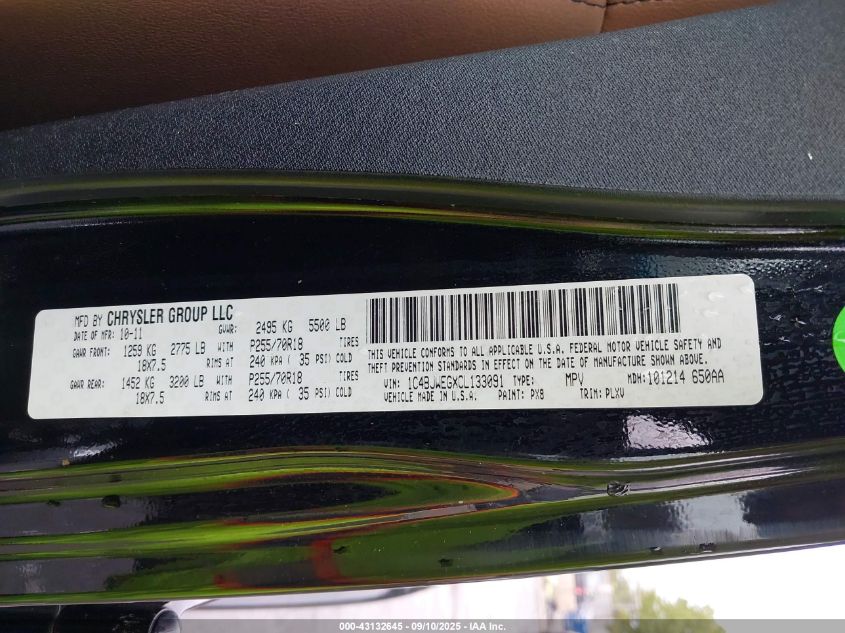 MFD BY CHRYSLER GROUP LLC
DATE OF MFR: 10-11 GVWR: 2495 KG 5500 LB
GAWR FRONT: 1259 KG 2775 LB WITH P255/70R18 TIRES
18X7.5 RIMS AT 240 KPA ( 35 PSI) COLD
GAWR REAR: 1452 KG 3200 LB WITH P255/70R18 TIRES
18X7.5 RIMS AT 240 KPA ( 35 PSI) COLD
THIS VEHICLE CONFORMS TO ALL APPLICABLE U.S.A. FEDERAL MOTOR VEHICLE SAFETY AND
THEFT PREVENTION STANDARDS IN EFFECT ON THE DATE OF MANUFACTURE SHOWN ABOVE.
VIN: 1C4BJWEGXCL133091 TYPE: MPV MDH: 101214 650AA
VEHICLE MADE IN U.S.A. PAINT: PX8 TRIM: PLXV
000-43132645 - 09/10/2025 - IAA Inc.